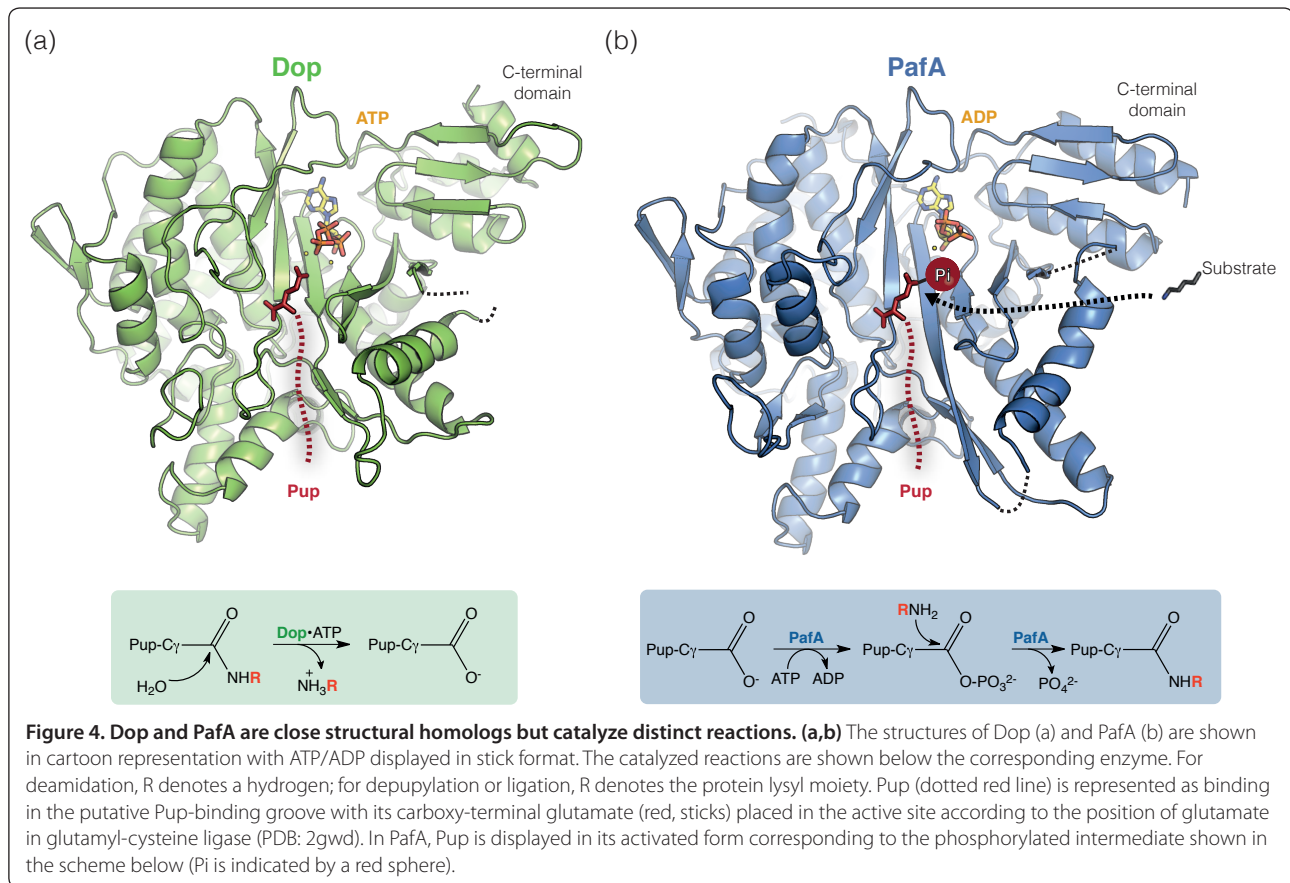 (a)
Dop
ATP
C-terminal
domain
Pup
(b)
PafA
ADP
C-terminal
domain
Pi
Substrate
Pup
O
Pup-Cγ
NHR
H₂O
Dop•ATP
+
NH₃R
O
Pup-Cγ
O-
O
Pup-Cγ
O-
PafA
ATP ADP
RNH₂
O
Pup-Cγ
O-PO₃²⁻
PafA
PO₄²⁻
O
Pup-Cγ
NHR
Figure 4. Dop and PafA are close structural homologs but catalyze distinct reactions. (a,b) The structures of Dop (a) and PafA (b) are shown
in cartoon representation with ATP/ADP displayed in stick format. The catalyzed reactions are shown below the corresponding enzyme. For
deamidation, R denotes a hydrogen; for depupylation or ligation, R denotes the protein lysyl moiety. Pup (dotted red line) is represented as binding
in the putative Pup-binding groove with its carboxy-terminal glutamate (red, sticks) placed in the active site according to the position of glutamate
in glutamyl-cysteine ligase (PDB: 2gwd). In PafA, Pup is displayed in its activated form corresponding to the phosphorylated intermediate shown in
the scheme below (Pi is indicated by a red sphere).